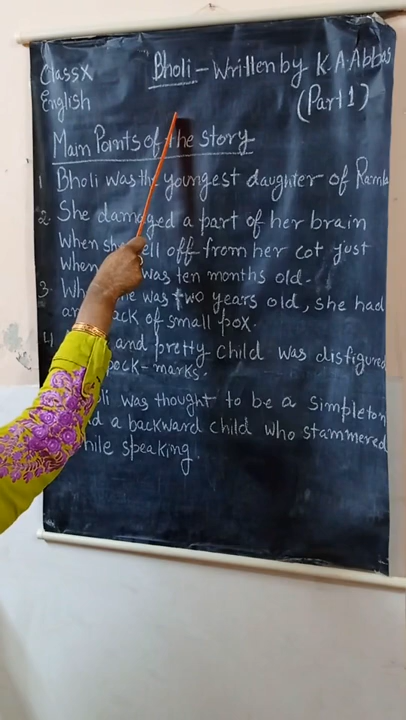 Class X
Bholi - Written by K.A.Abbas
English
(Part 1)
Main Points of the story
1 Bholi was the youngest daughter of Ramla
2. She damaged a part of her brain
When she fell off from her cot just
when was ten months old.
3. When she was two years old, she had
an attack of small pox.
4. and pretty child was disfigured
pock-marks.
Bholi was thought to be a simpleton
and a backward child who stammered
while speaking.